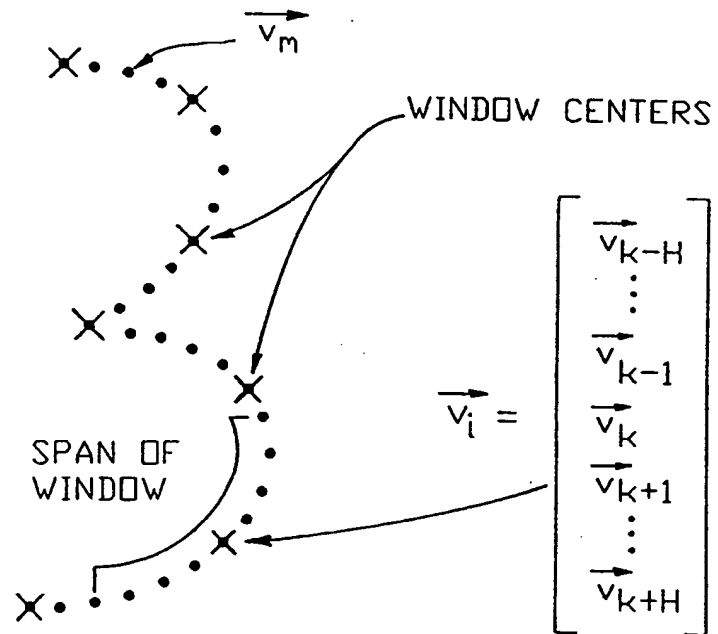 v_m
WINDOW CENTERS
v_k-H
⋮
v_k-1
v_i =
v_k
SPAN OF
WINDOW
v_k+1
⋮
v_k+H